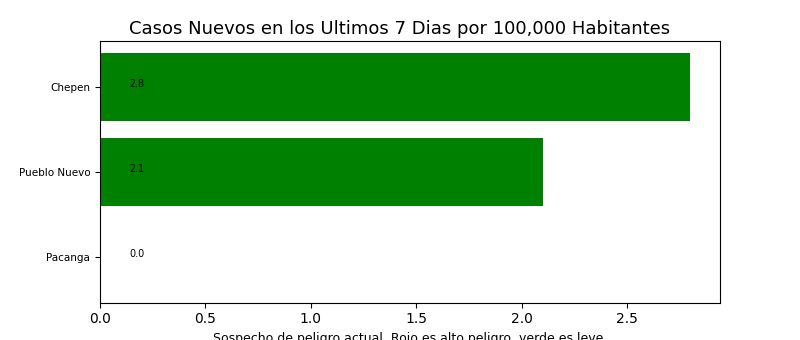 Casos Nuevos en los Ultimos 7 Dias por 100,000 Habitantes
Chepen
2.8
Pueblo Nuevo
2.1
Pacanga
0.0
0.0 0.5 1.0 1.5 2.0 2.5
Sospecho de peligro actual. Rojo es alto peligro, verde es leve